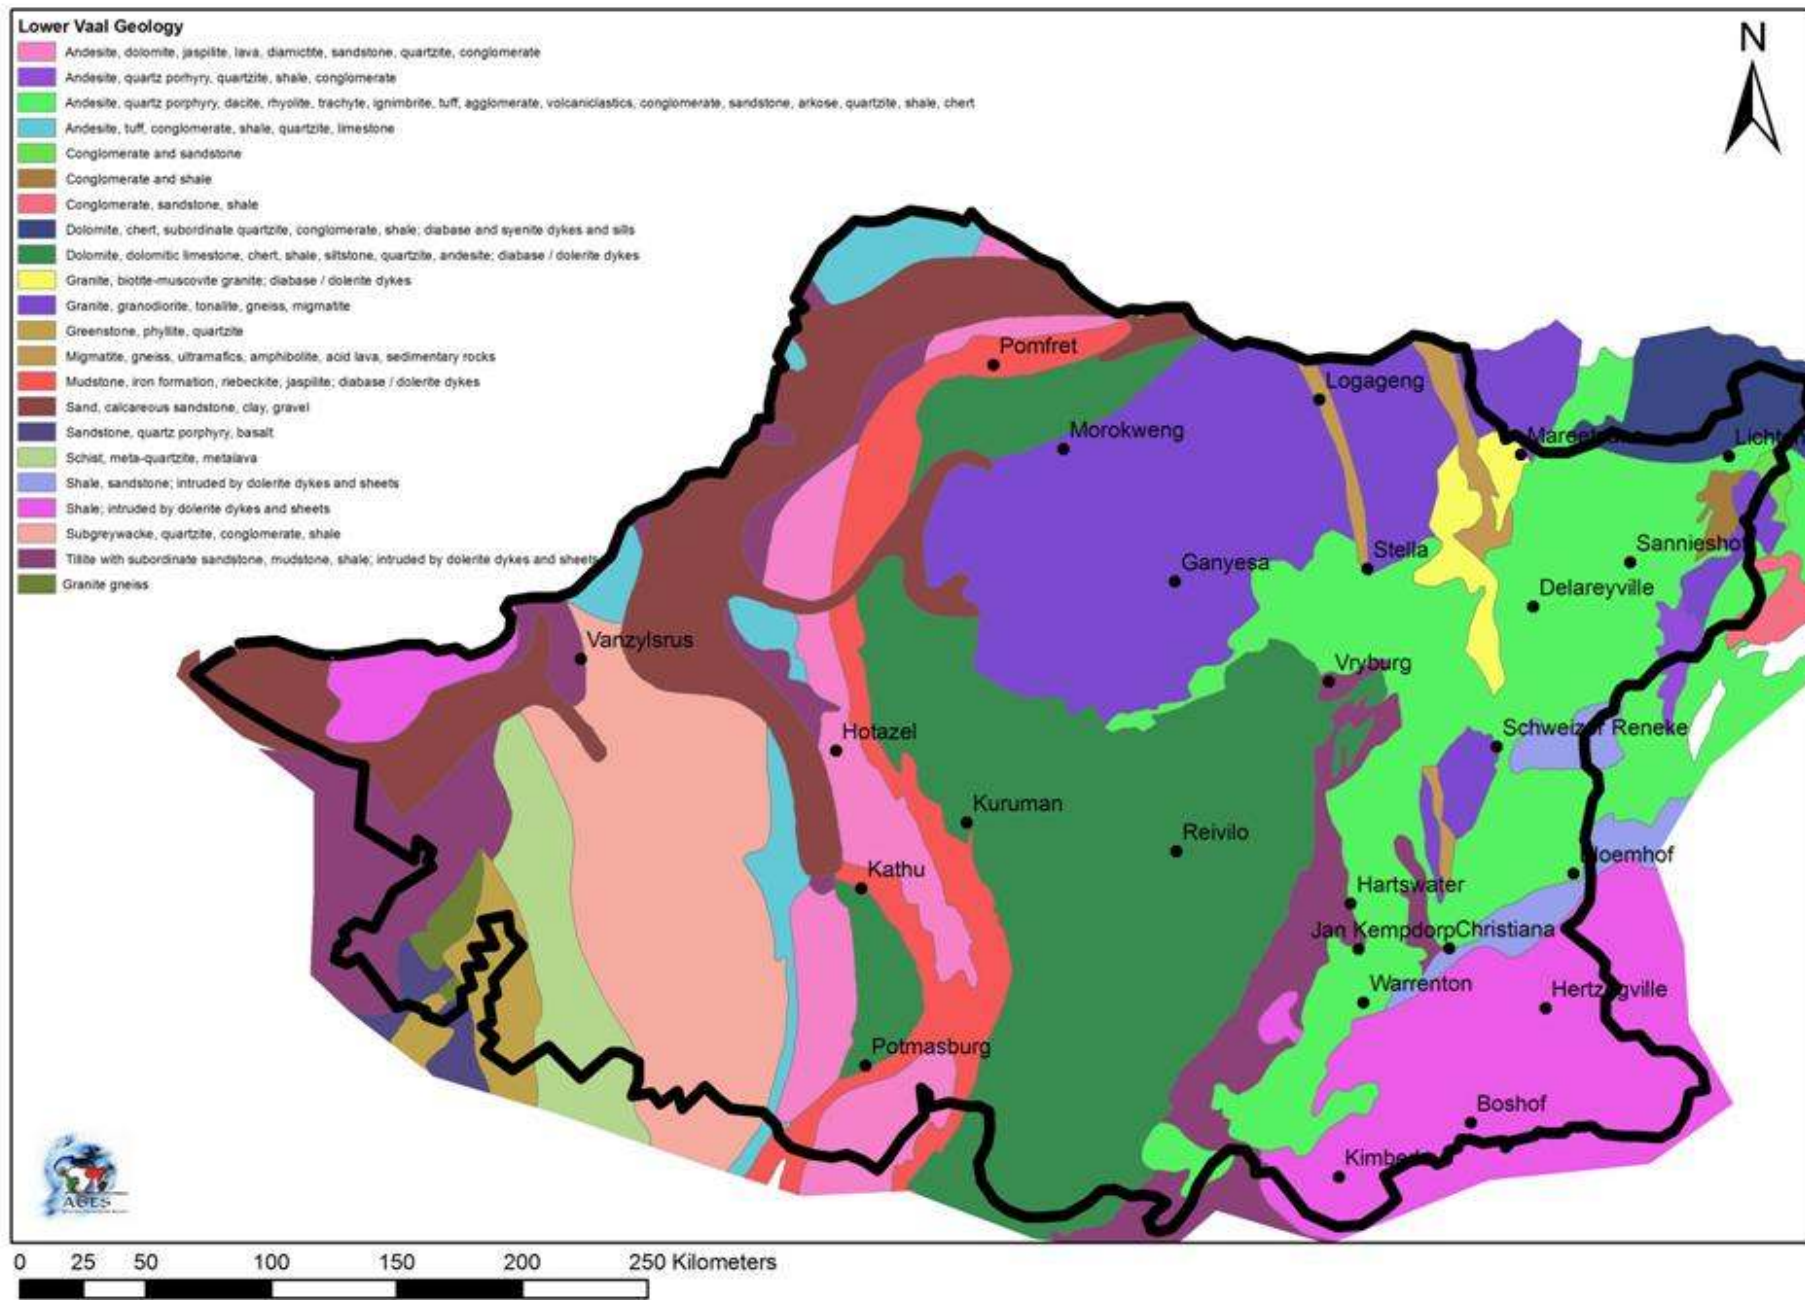 Lower Vaal Geology
Andesite, dolomite, jaspilite, lava, diamictite, sandstone, quartzite, conglomerate
Andesite, quartz porhyry, quartzite, shale, conglomerate
Andesite, quartz porphyry, dacite, rhyolite, trachyte, ignimbrite, tuff, agglomerate, volcaniclastics, conglomerate, sandstone, arkose, quartzite, shale, chert
Andesite, tuff, conglomerate, shale, quartzite, limestone
Conglomerate and sandstone
Conglomerate and shale
Conglomerate, sandstone, shale
Dolomite, chert, subordinate quartzite, conglomerate, shale; diabase and syenite dykes and sills
Dolomite, dolomitic limestone, chert, shale, siltstone, quartzite, andesite; diabase / dolerite dykes
Granite, biotite-muscovite granite; diabase / dolerite dykes
Granite, granodiorite, tonalite, gneiss, migmatite
Greenstone, phyllite, quartzite
Migmatite, gneiss, ultramafics, amphibolite, acid lava, sedimentary rocks
Mudstone, iron formation, riebeckite, jaspilite; diabase / dolerite dykes
Sand, calcareous sandstone, clay, gravel
Sandstone, quartz porphyry, basalt
Schist, meta-quartzite, metalava
Shale, sandstone; intruded by dolerite dykes and sheets
Shale; intruded by dolerite dykes and sheets
Subgreywacke, quartzite, conglomerate, shale
Tillite with subordinate sandstone, mudstone, shale; intruded by dolerite dykes and sheets
Granite gneiss
N
Pomfret
Logageng
Morokweng
Stella
Sannieshof
Ganyesa
Delareyville
Vanzylsrus
Vryburg
Hotazel
Schweizer Reneke
Kuruman
Reivilo
Kathu
Hartswater
Jan Kempdorp
Christiana
Warrenton
Hertzogville
Potmasburg
Boshof
AGES
0 25 50 100 150 200 250 Kilometers